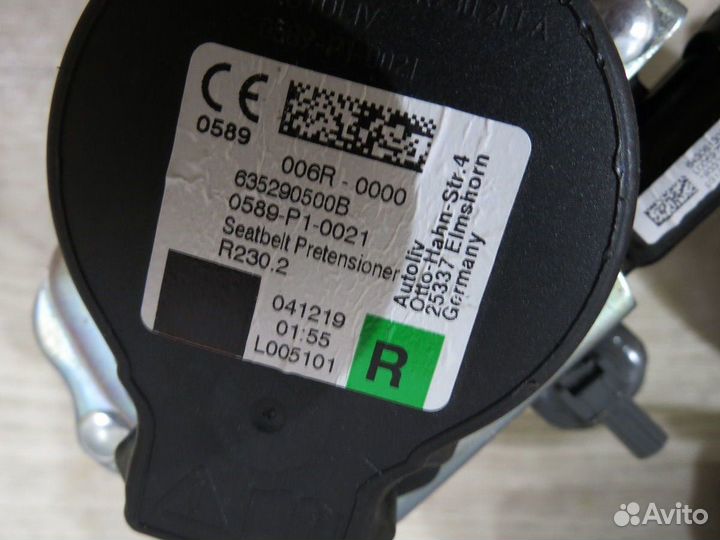 CE
0589
006R-0000
635290500B
0589-P1-0021
Seatbelt Pretensioner
R230.2
041219
01:55
L005101
R
Autoliv
Otto-Hahn-Str.4
25337 Elmshorn
Germany
Avito